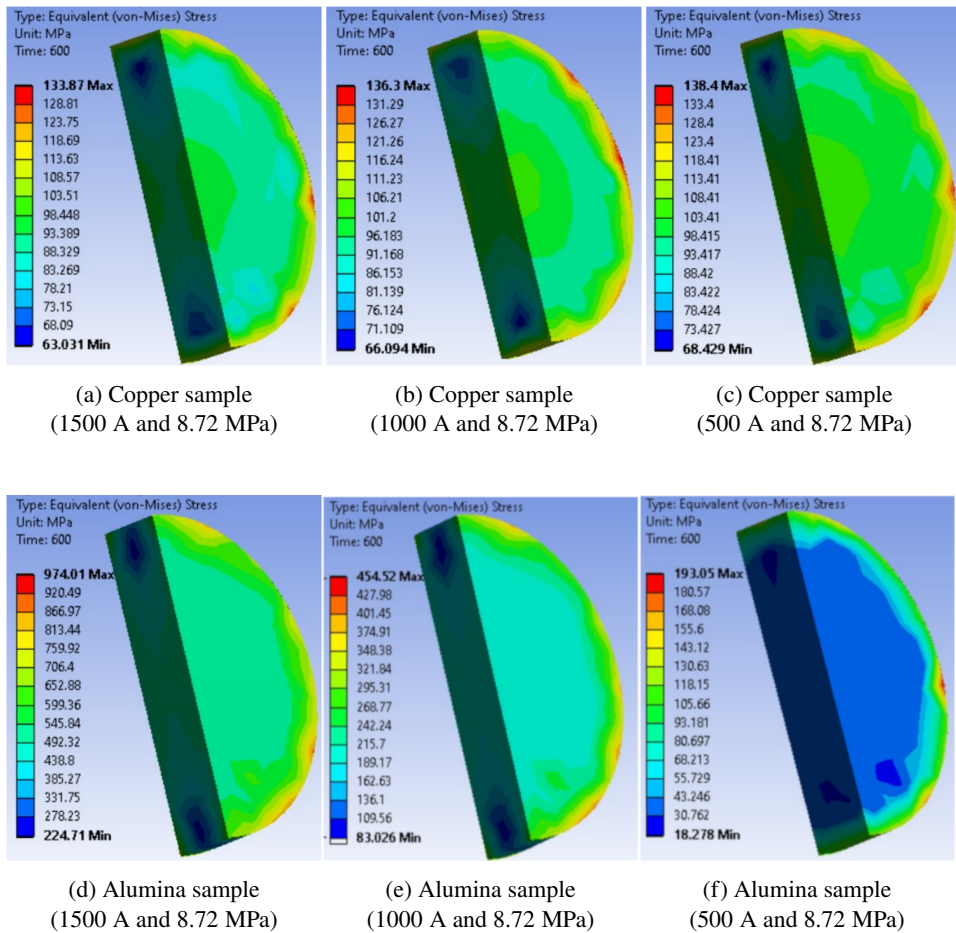 Type: Equivalent (von-Mises) Stress
Unit: MPa
Time: 600
133.87 Max
128.81
123.75
118.69
113.63
108.57
103.51
98.448
93.389
88.329
83.269
78.21
73.15
68.09
63.031 Min
(a) Copper sample
(1500 A and 8.72 MPa)
Type: Equivalent (von-Mises) Stress
Unit: MPa
Time: 600
136.3 Max
131.29
126.27
121.26
116.24
111.23
106.21
101.2
96.183
91.168
86.153
81.139
76.124
71.109
66.094 Min
(b) Copper sample
(1000 A and 8.72 MPa)
Type: Equivalent (von-Mises) Stress
Unit: MPa
Time: 600
138.4 Max
133.4
128.4
123.4
118.41
113.41
108.41
103.41
98.415
93.417
88.42
83.422
78.424
73.427
68.429 Min
(c) Copper sample
(500 A and 8.72 MPa)
Type: Equivalent (von-Mises) Stress
Unit: MPa
Time: 600
974.01 Max
920.49
866.97
813.44
759.92
706.4
652.88
599.36
545.84
492.32
438.8
385.27
331.75
278.23
224.71 Min
(d) Alumina sample
(1500 A and 8.72 MPa)
Type: Equivalent (von-Mises) Stress
Unit: MPa
Time: 600
454.52 Max
427.98
401.45
374.91
348.38
321.84
295.31
268.77
242.24
215.7
189.17
162.63
136.1
109.56
83.026 Min
(e) Alumina sample
(1000 A and 8.72 MPa)
Type: Equivalent (von-Mises) Stress
Unit: MPa
Time: 600
193.05 Max
180.57
168.08
155.6
143.12
130.63
118.15
105.66
93.181
80.697
68.213
55.729
43.246
30.762
18.278 Min
(f) Alumina sample
(500 A and 8.72 MPa)